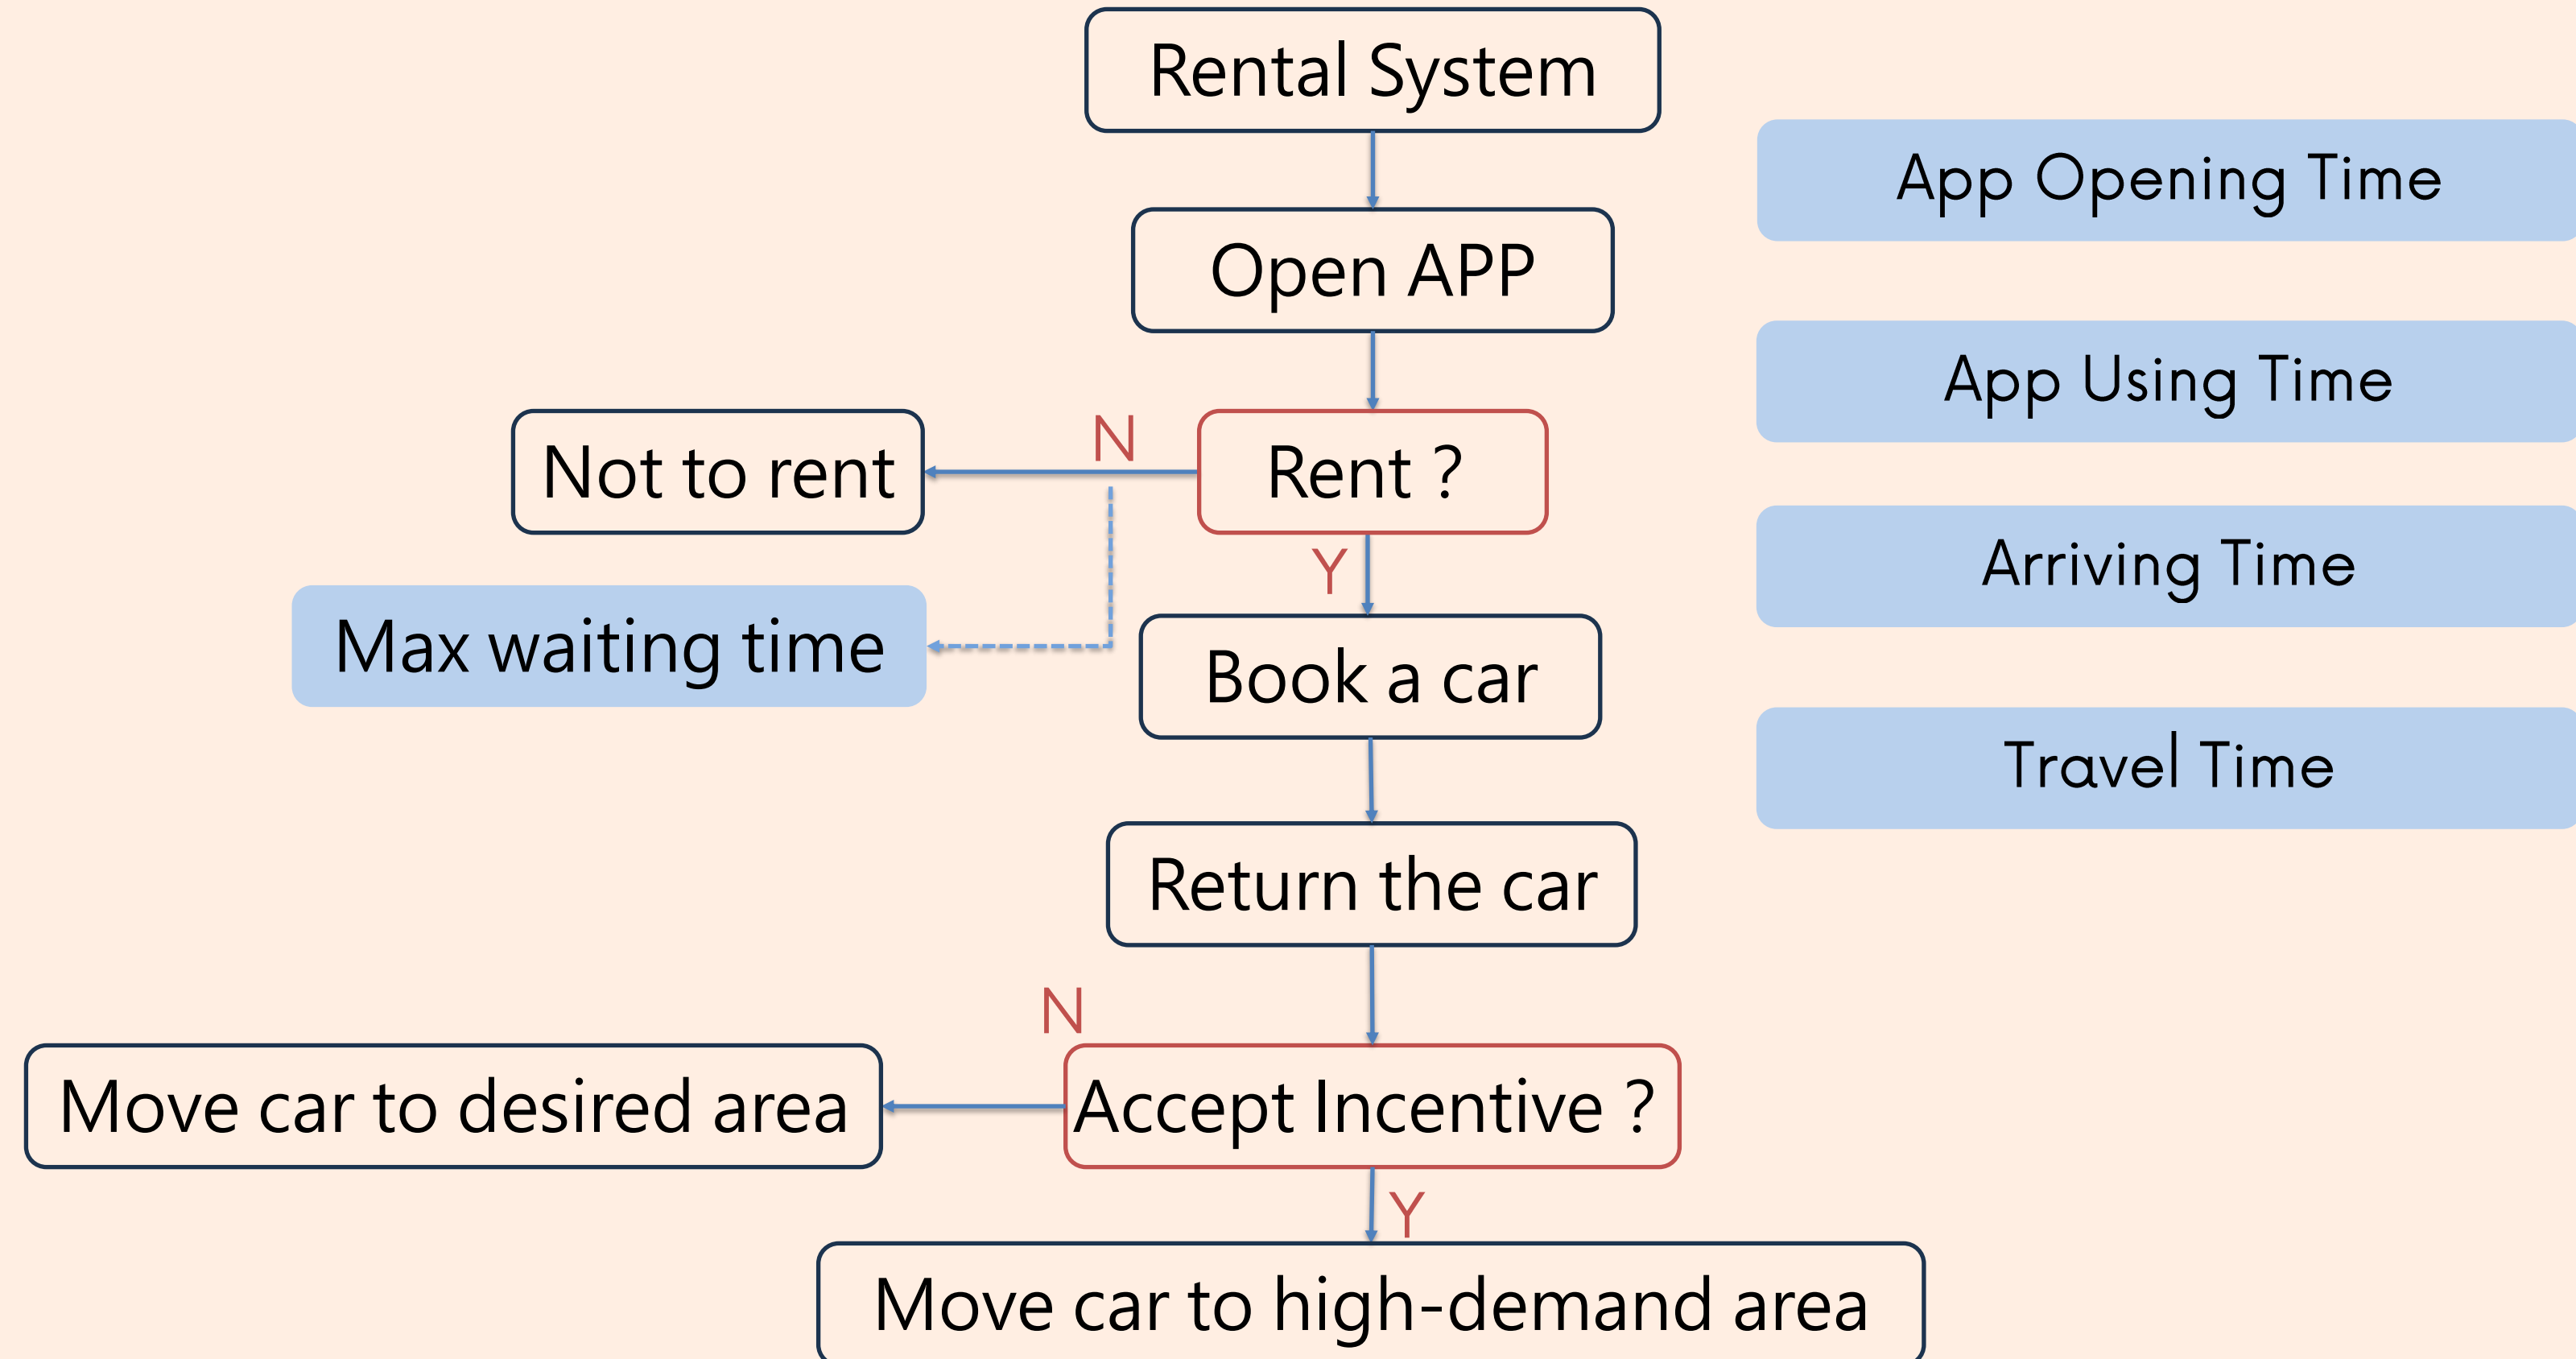 Rental System
App Opening Time
Open APP
App Using Time
N
Not to rent
Rent ?
Y
Arriving Time
Max waiting time
Book a car
Travel Time
Return the car
N
Move car to desired area
Accept Incentive ?
Y
Move car to high-demand area